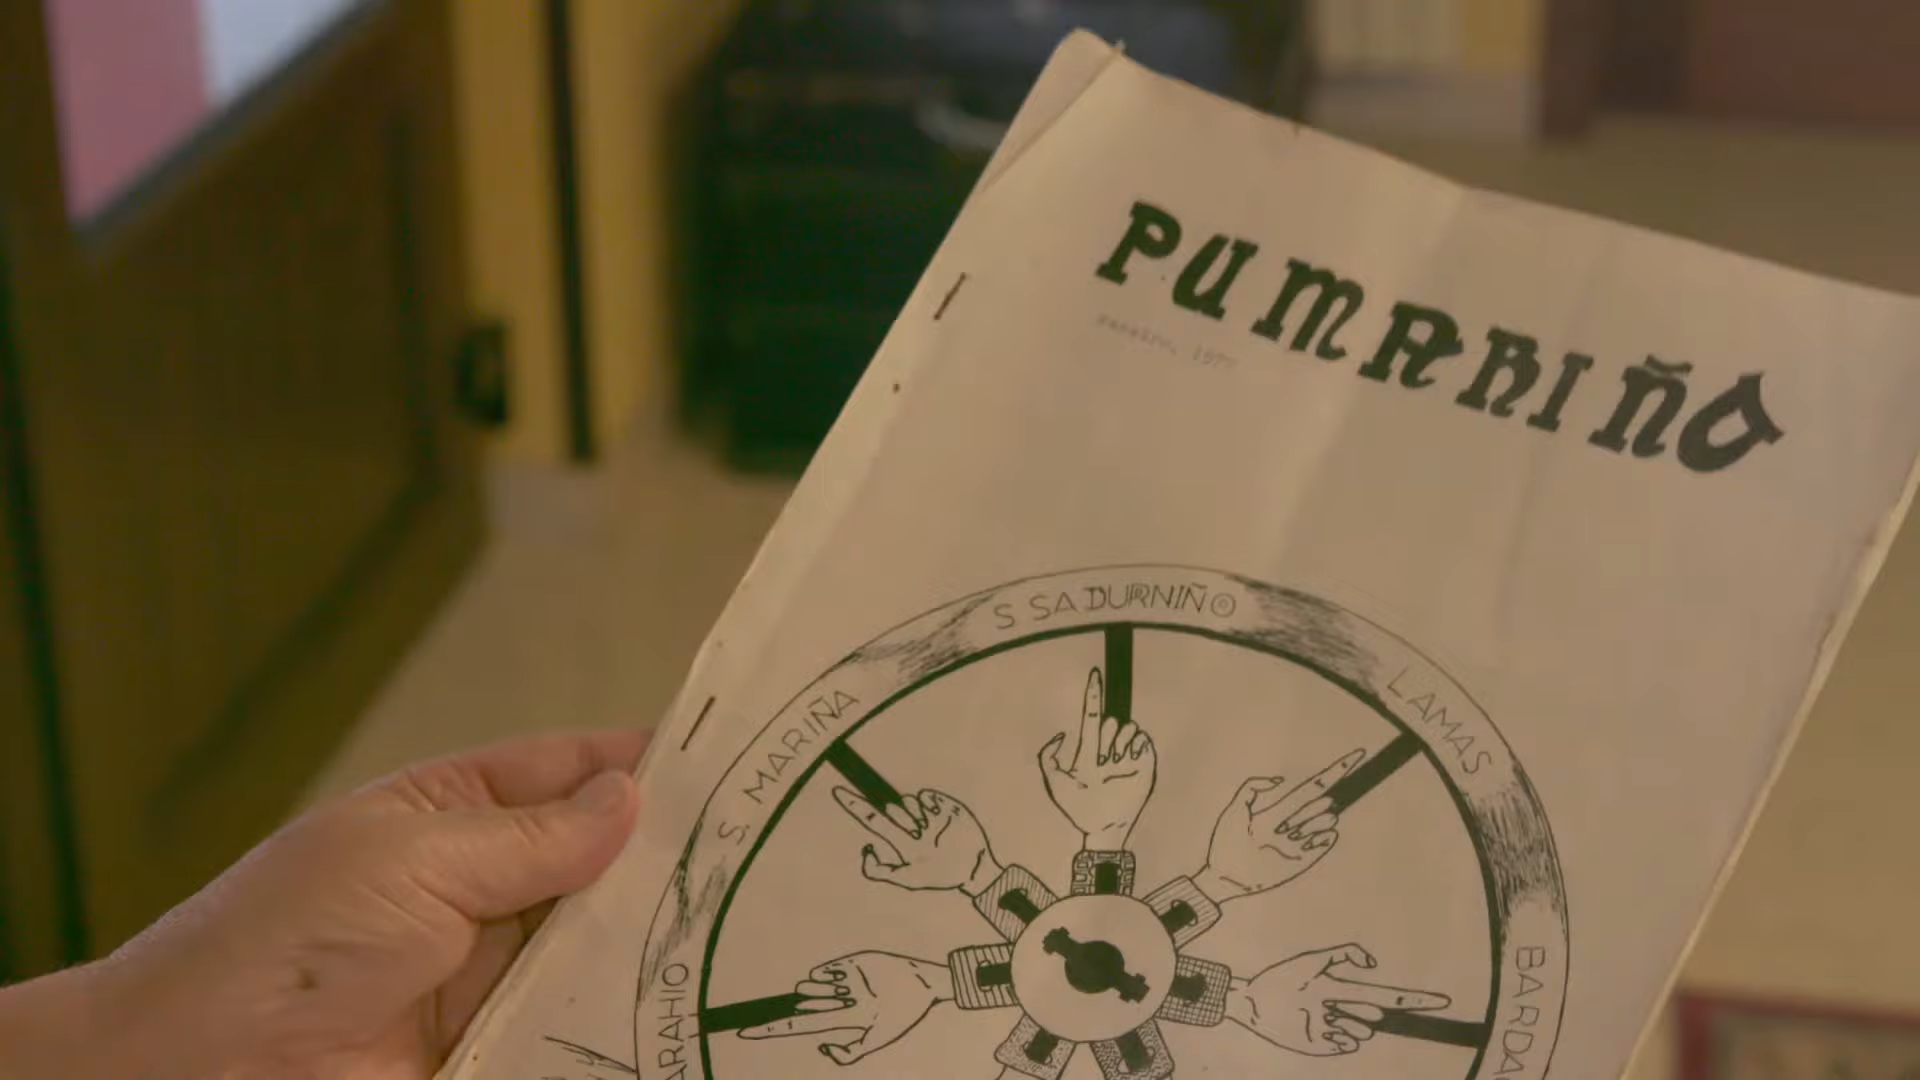 PUMARIÑO
S SADURNIÑO
LAMAS
S. MARIÑA
BARDA
ARAHIO